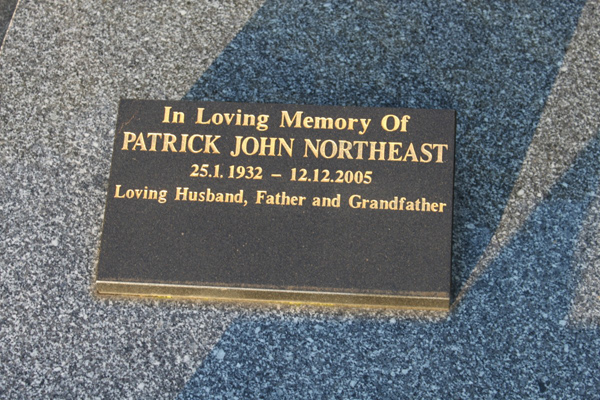 In Loving Memory Of
PATRICK JOHN NORTHEAST
25.1.1932 – 12.12.2005
Loving Husband, Father and Grandfather